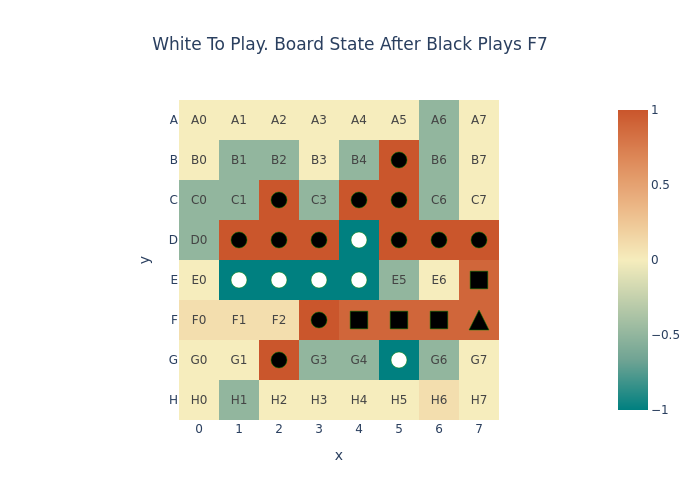 White To Play. Board State After Black Plays F7
A A0 A1 A2 A3 A4 A5 A6 A7
B B0 B1 B2 B3 B4 B6 B7
C C0 C1 C3 C6 C7
D D0
E E0 E5 E6
F F0 F1 F2
G G0 G1 G3 G4 G6 G7
H H0 H1 H2 H3 H4 H5 H6 H7
0 1 2 3 4 5 6 7
x
y
1
0.5
0
−0.5
−1